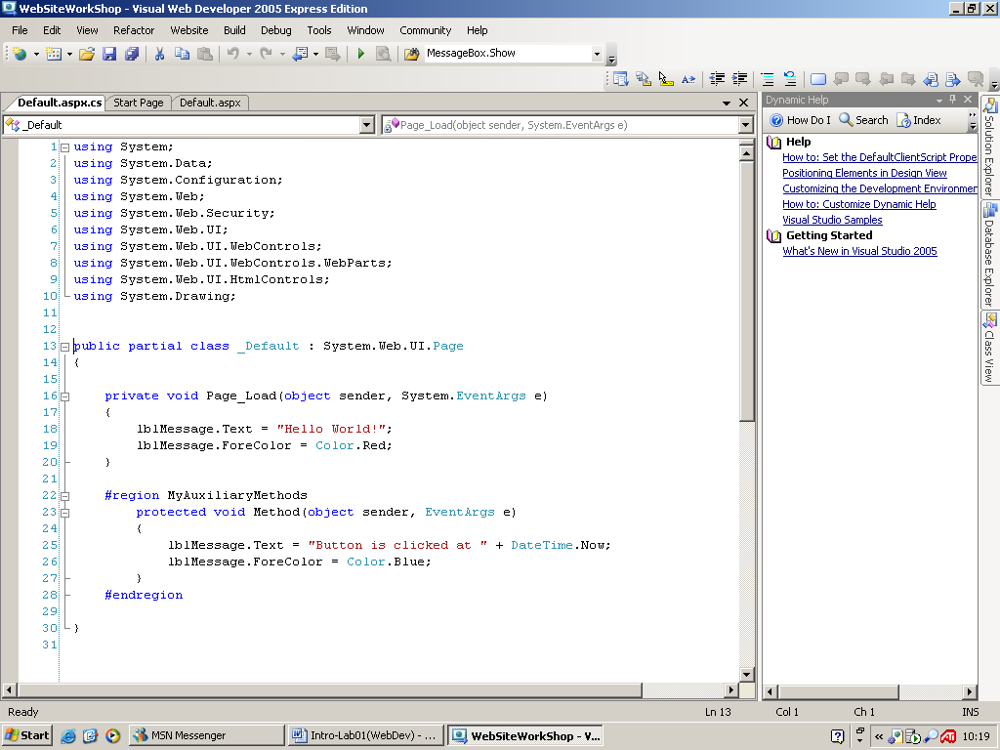 WebSiteWorkShop - Visual Web Developer 2005 Express Edition
File Edit View Refactor Website Build Debug Tools Window Community Help
MessageBox.Show
Default.aspx.cs Start Page Default.aspx
_Default
Page_Load(object sender, System.EventArgs e)
1 using System;
2 using System.Data;
3 using System.Configuration;
4 using System.Web;
5 using System.Web.Security;
6 using System.Web.UI;
7 using System.Web.UI.WebControls;
8 using System.Web.UI.WebControls.WebParts;
9 using System.Web.UI.HtmlControls;
10 using System.Drawing;
11
12
13 public partial class _Default : System.Web.UI.Page
14 {
15
16 private void Page_Load(object sender, System.EventArgs e)
17 {
18 lblMessage.Text = "Hello World!";
19 lblMessage.ForeColor = Color.Red;
20 }
21
22 #region MyAuxiliaryMethods
23 protected void Method(object sender, EventArgs e)
24 {
25 lblMessage.Text = "Button is clicked at " + DateTime.Now;
26 lblMessage.ForeColor = Color.Blue;
27 }
28 #endregion
29
30 }
31
Dynamic Help
How Do I Search Index
Help
How to: Set the DefaultClientScript Prope
Positioning Elements in Design View
Customizing the Development Environmen
How to: Customize Dynamic Help
Visual Studio Samples
Getting Started
What's New in Visual Studio 2005
Solution Explorer
Database Explorer
Class View
Ready Ln 13 Col 1 Ch 1 INS
Start MSN Messenger Intro-Lab01(WebDev) - ... WebSiteWorkShop - V... 10:19